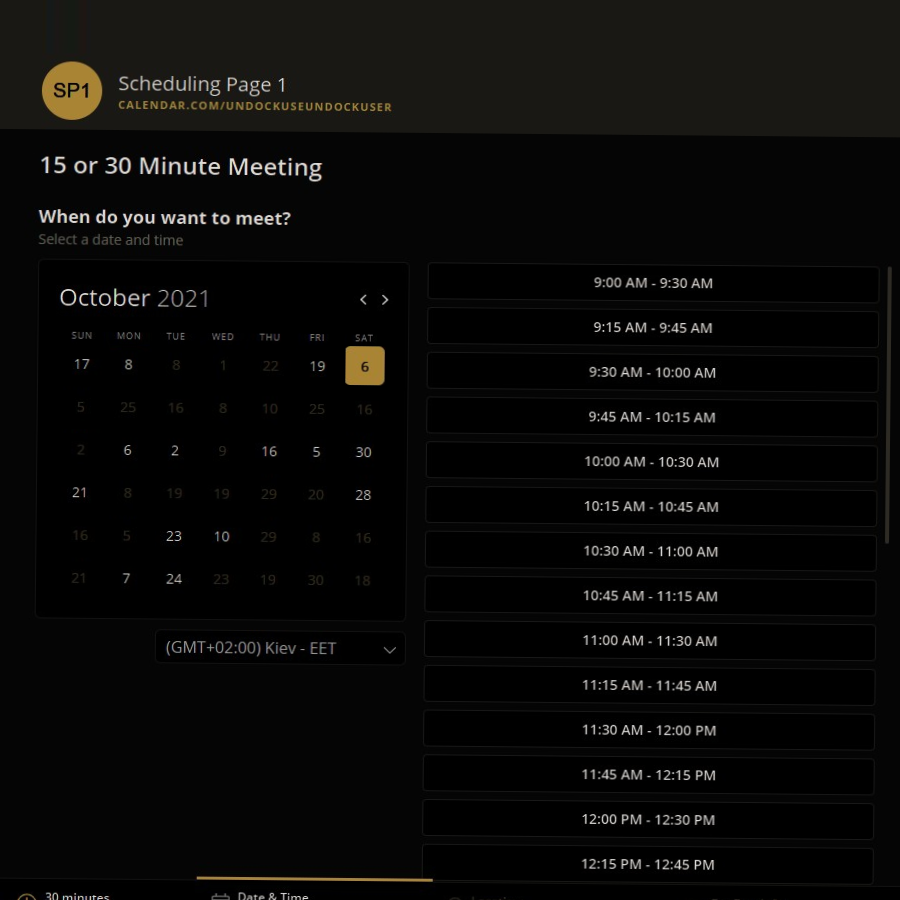 SP1
Scheduling Page 1
CALENDAR.COM/UNDOCKUSEUNDOCKUSER
15 or 30 Minute Meeting
When do you want to meet?
Select a date and time
October 2021
SUN MON TUE WED THU FRI SAT
17 8 8 1 22 19 6
5 25 16 8 10 25 16
2 6 2 9 16 5 30
21 8 19 19 29 20 28
16 5 23 10 29 8 16
21 7 24 23 19 30 18
(GMT+02:00) Kiev - EET
9:00 AM - 9:30 AM
9:15 AM - 9:45 AM
9:30 AM - 10:00 AM
9:45 AM - 10:15 AM
10:00 AM - 10:30 AM
10:15 AM - 10:45 AM
10:30 AM - 11:00 AM
10:45 AM - 11:15 AM
11:00 AM - 11:30 AM
11:15 AM - 11:45 AM
11:30 AM - 12:00 PM
11:45 AM - 12:15 PM
12:00 PM - 12:30 PM
12:15 PM - 12:45 PM
30 minutes
Date & Time